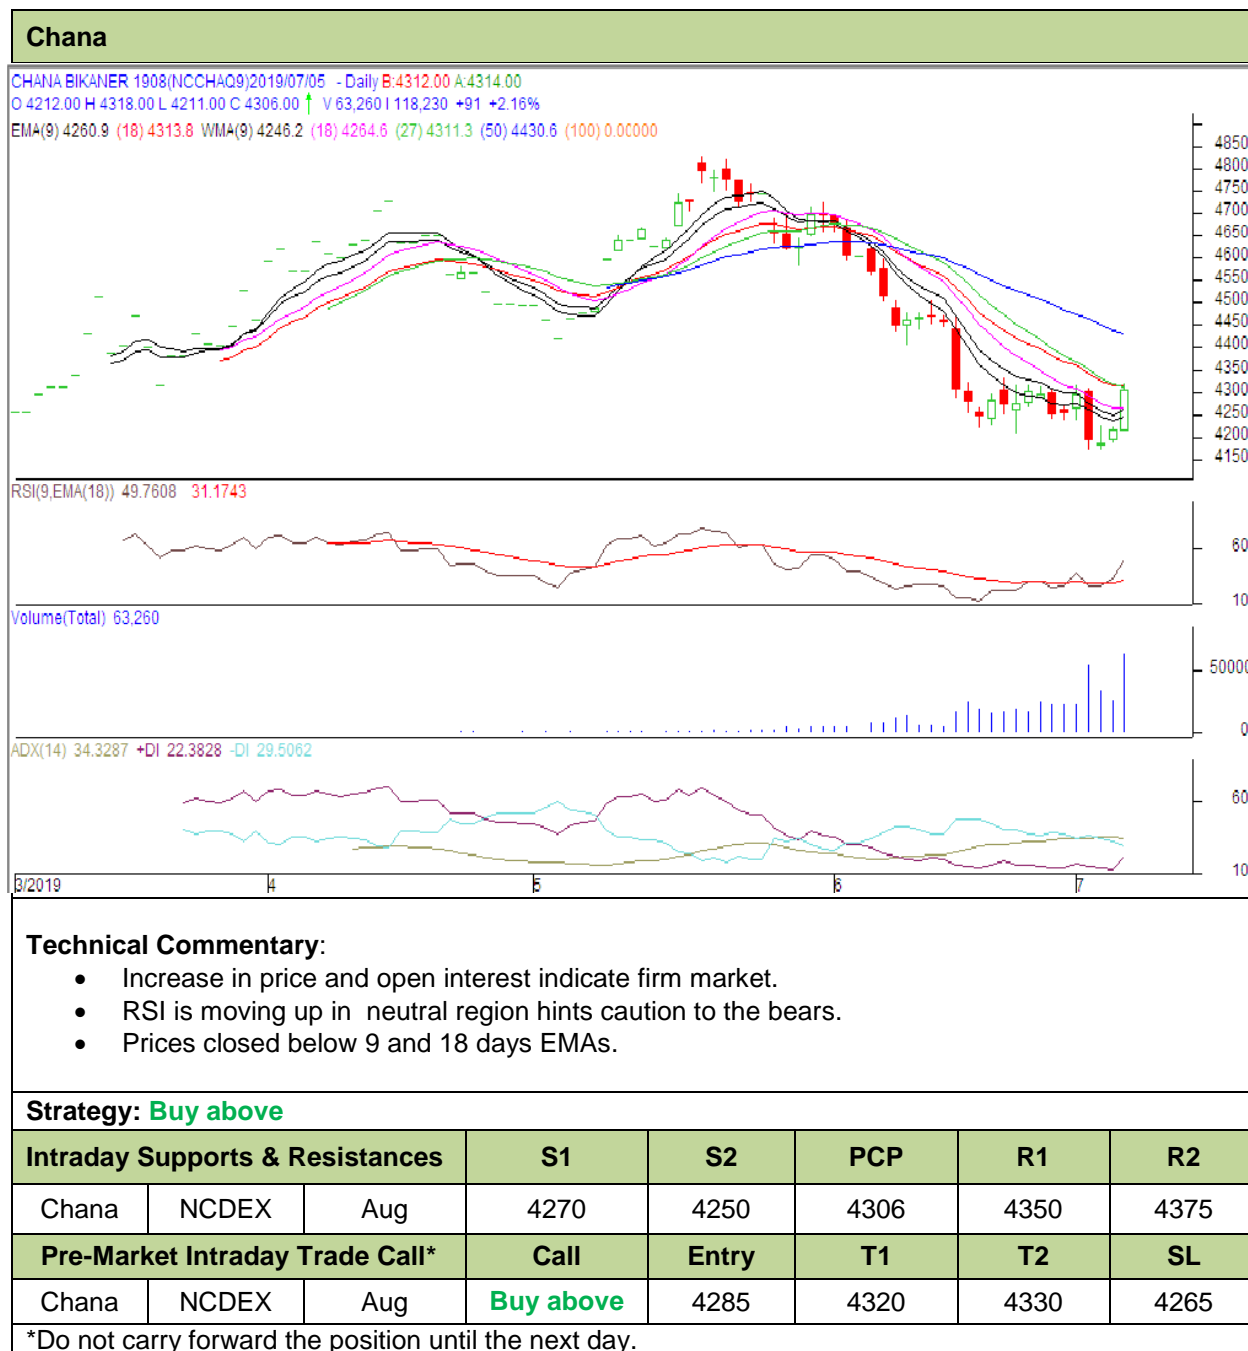 Chana
CHANA BIKANER 1908(NCCHAQ9)2019/07/05 - Daily B:4312.00 A:4314.00
O 4212.00 H 4318.00 L 4211.00 C 4306.00 ↑ V 63,260 I 118,230 +91 +2.16%
EMA(9) 4260.9 (18) 4313.8 WMA(9) 4246.2 (18) 4264.6 (27) 4311.3 (50) 4430.6 (100) 0.00000
4850
4800
4750
4700
4650
4600
4550
4500
4450
4400
4350
4300
4250
4200
4150
RSI(9,EMA(18)) 49.7608 31.1743
60
10
Volume(Total) 63,260
50000
0
ADX(14) 34.3287 +DI 22.3828 -DI 29.5062
60
10
3/2019 4 5 6 7
Technical Commentary:
• Increase in price and open interest indicate firm market.
• RSI is moving up in neutral region hints caution to the bears.
• Prices closed below 9 and 18 days EMAs.
Strategy: Buy above
Intraday Supports & Resistances S1 S2 PCP R1 R2
Chana NCDEX Aug 4270 4250 4306 4350 4375
Pre-Market Intraday Trade Call* Call Entry T1 T2 SL
Chana NCDEX Aug Buy above 4285 4320 4330 4265
*Do not carry forward the position until the next day.